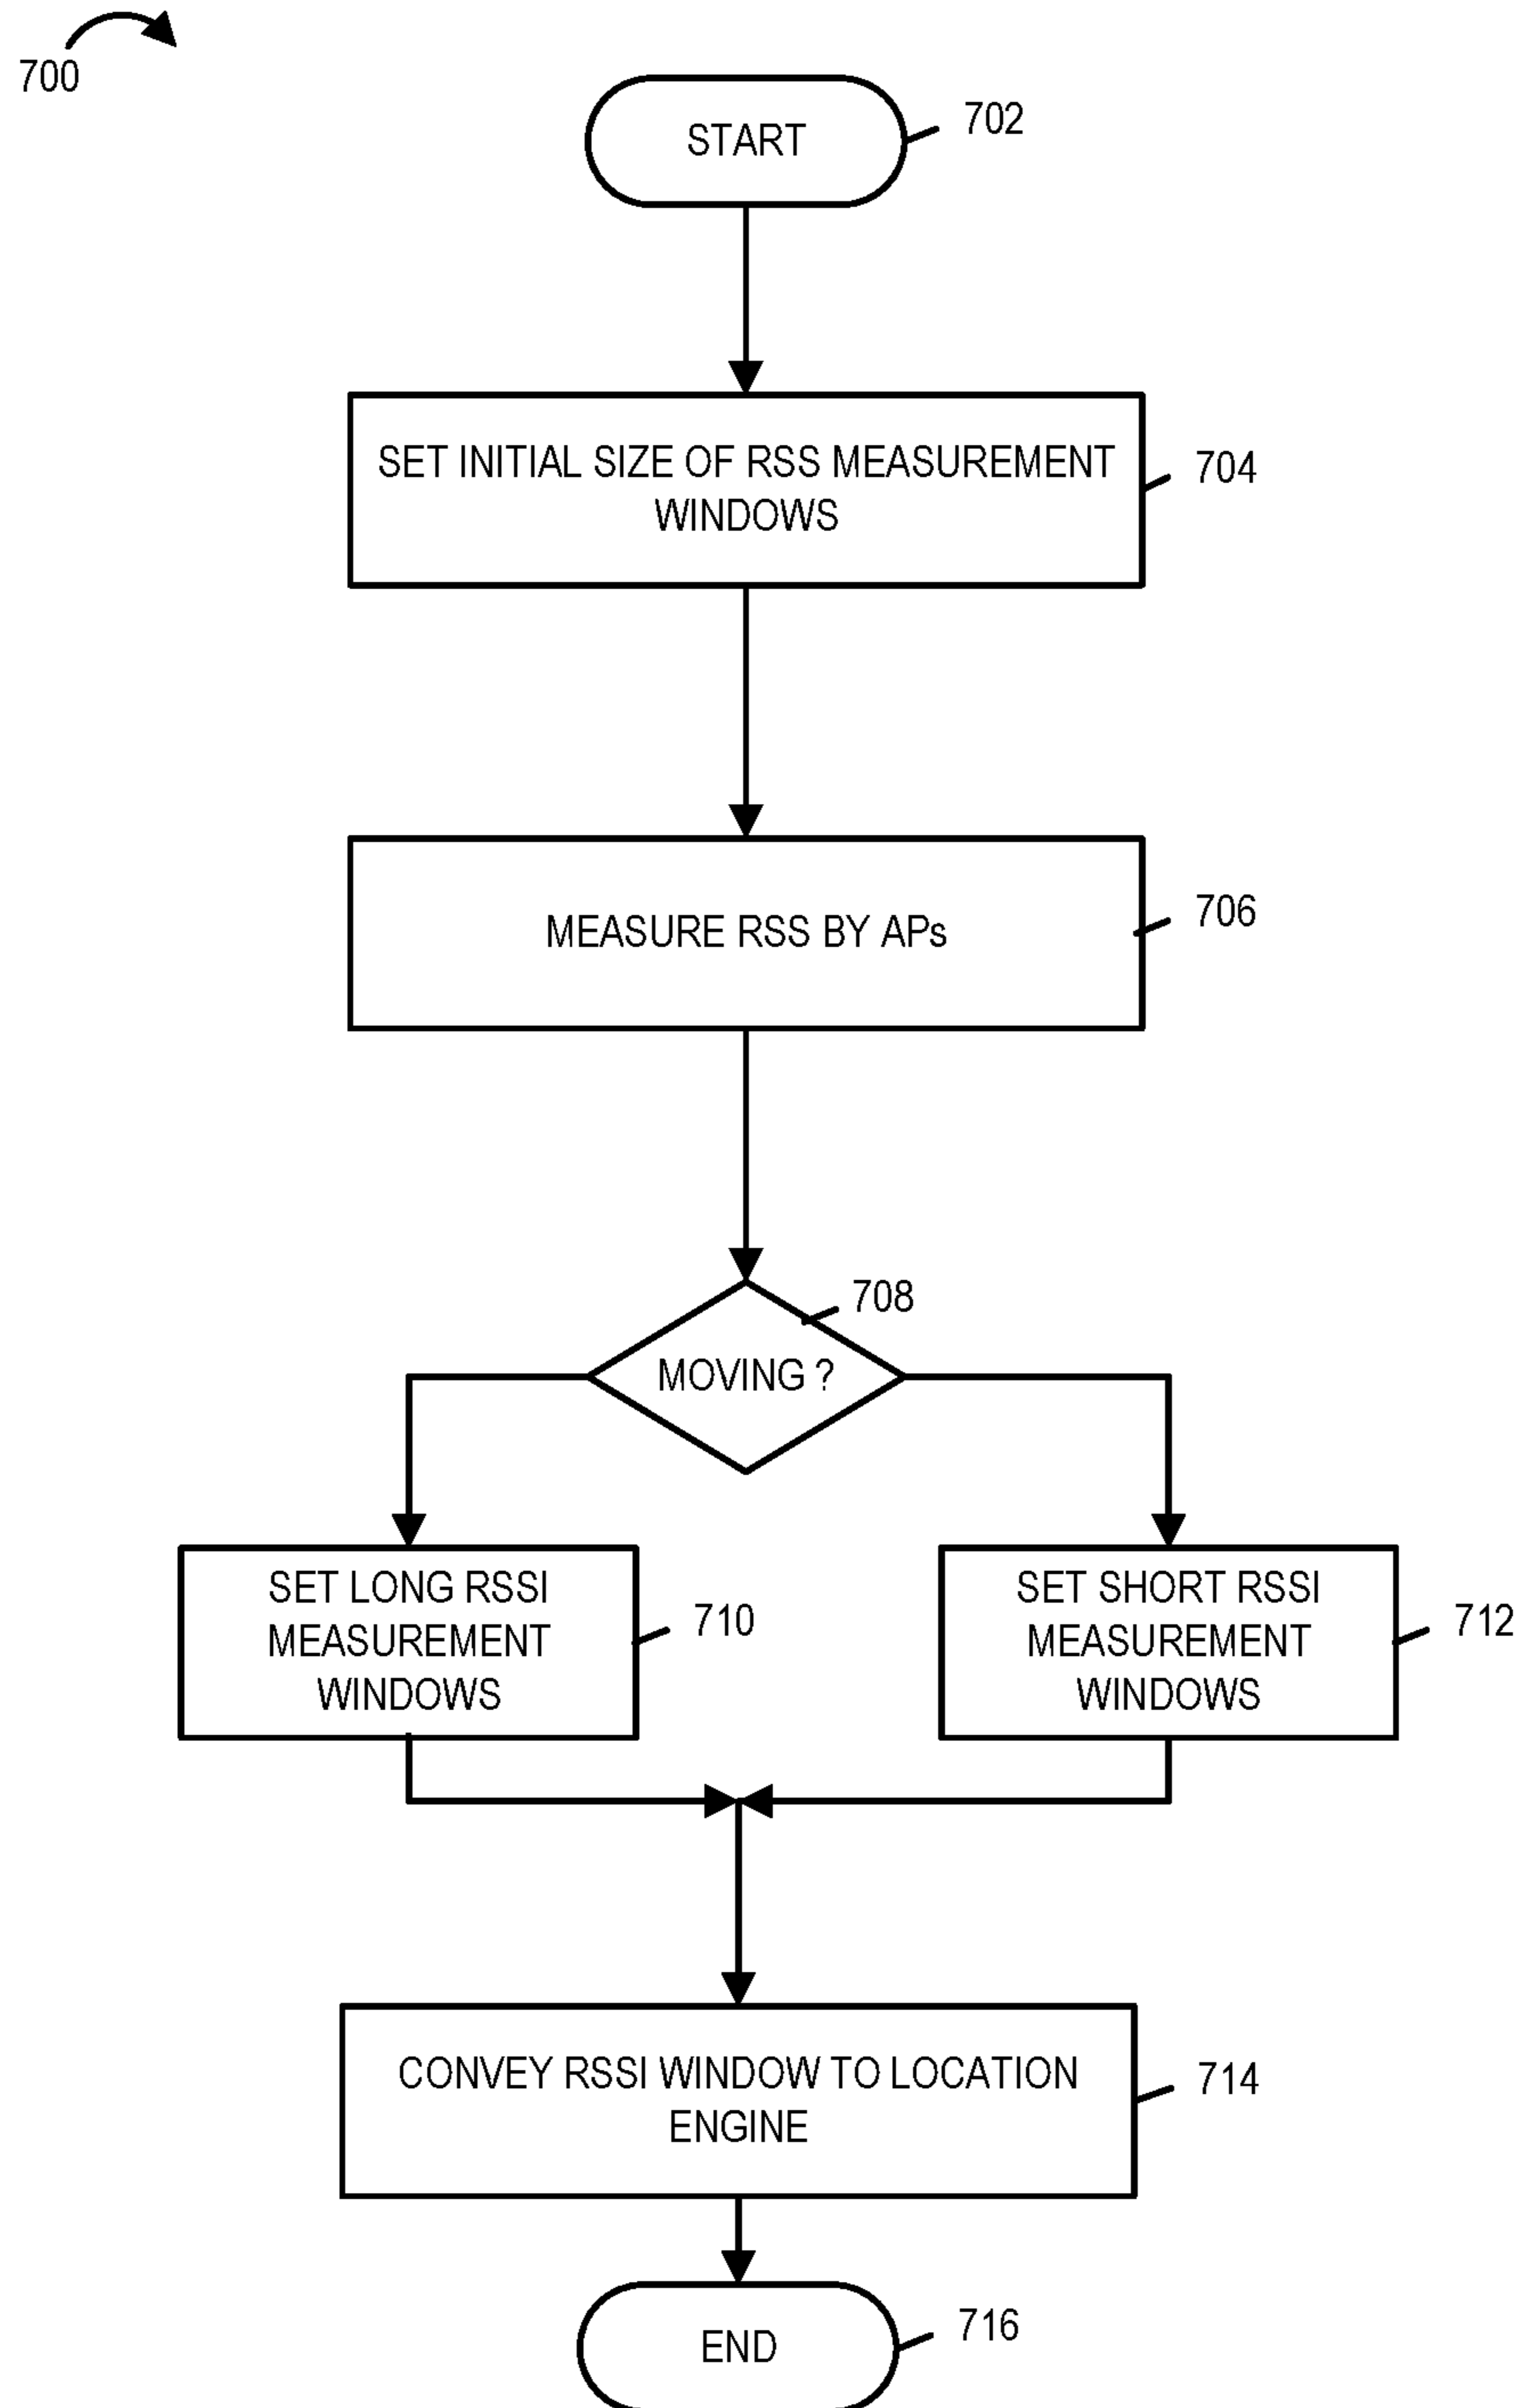 700
START
702
SET INITIAL SIZE OF RSS MEASUREMENT
WINDOWS
704
MEASURE RSS BY APs
706
708
MOVING ?
SET LONG RSSI
MEASUREMENT
WINDOWS
710
SET SHORT RSSI
MEASUREMENT
WINDOWS
712
CONVEY RSSI WINDOW TO LOCATION
ENGINE
714
END
716